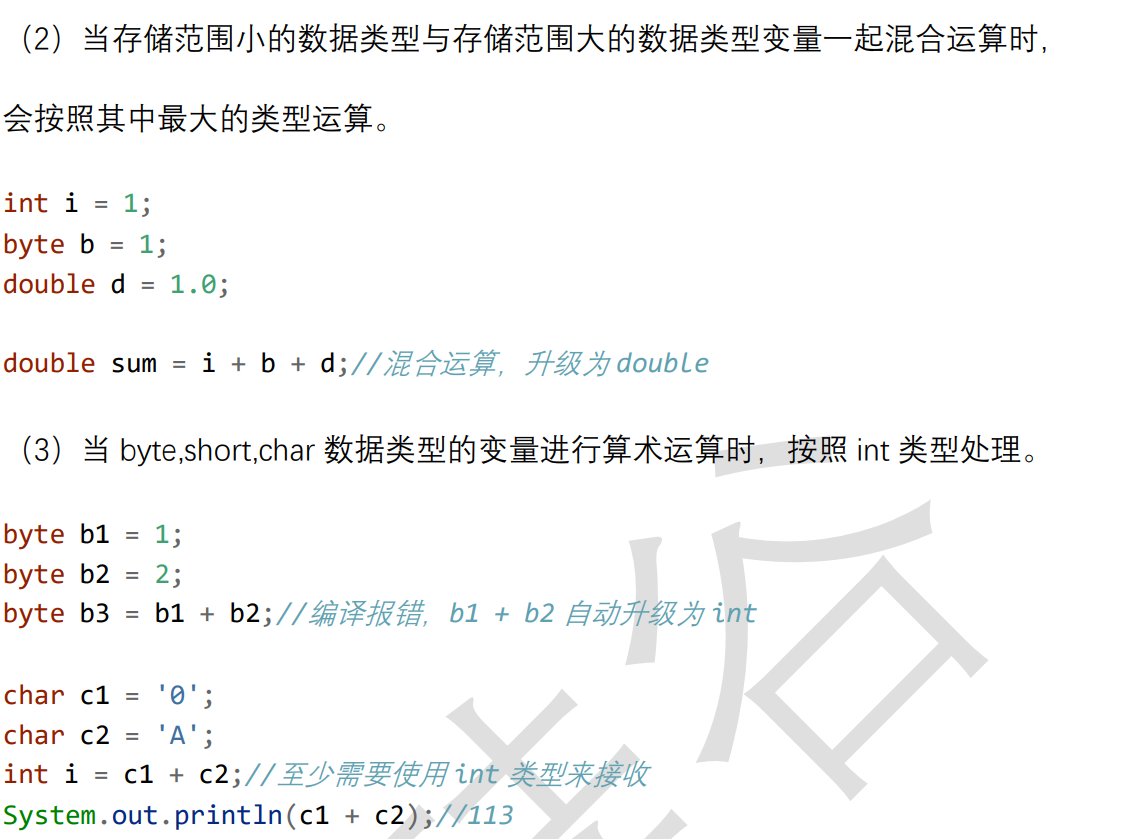 （2）当存储范围小的数据类型与存储范围大的数据类型变量一起混合运算时，
会按照其中最大的类型运算。
int i = 1;
byte b = 1;
double d = 1.0;
double sum = i + b + d;//混合运算，升级为 double
（3）当 byte,short,char 数据类型的变量进行算术运算时，按照 int 类型处理。
byte b1 = 1;
byte b2 = 2;
byte b3 = b1 + b2;//编译报错，b1 + b2 自动升级为 int
char c1 = '0';
char c2 = 'A';
int i = c1 + c2;//至少需要使用 int 类型来接收
System.out.println(c1 + c2);//113
谷